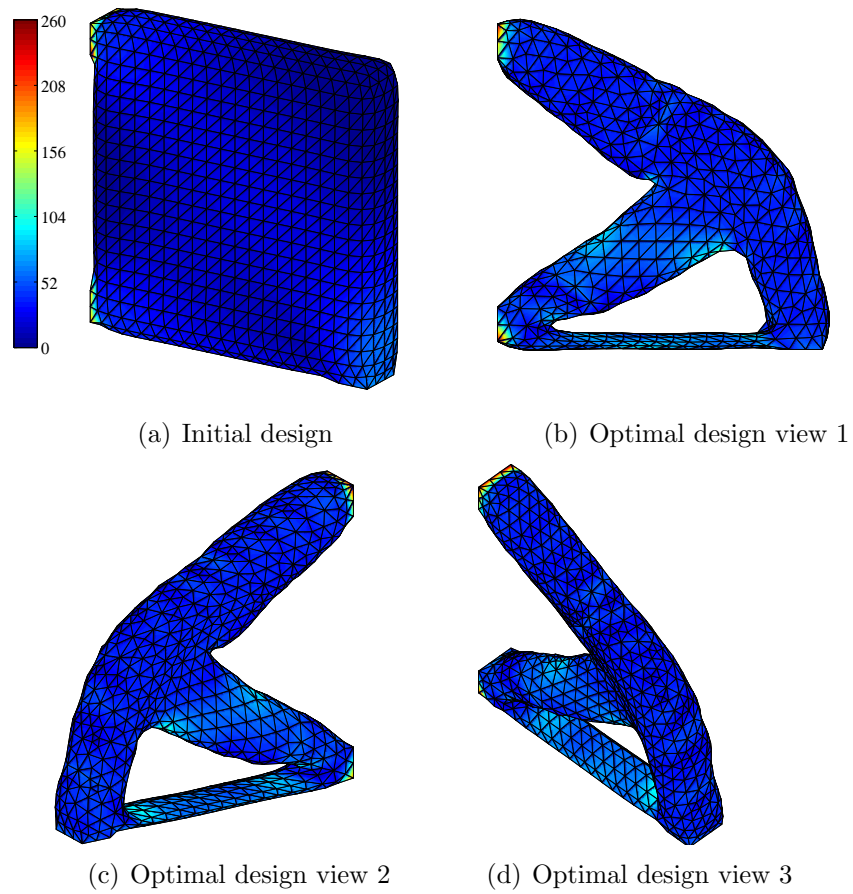 260
208
156
104
52
0
(a) Initial design
(b) Optimal design view 1
(c) Optimal design view 2
(d) Optimal design view 3